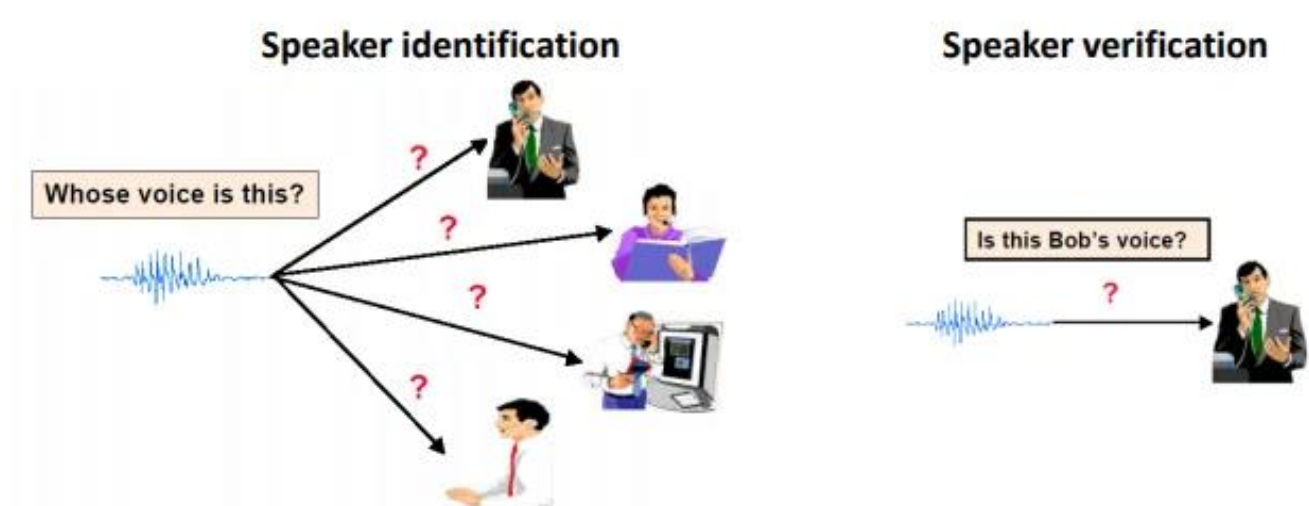 Speaker identification
Whose voice is this?
?
?
?
?
Speaker verification
Is this Bob's voice?
?